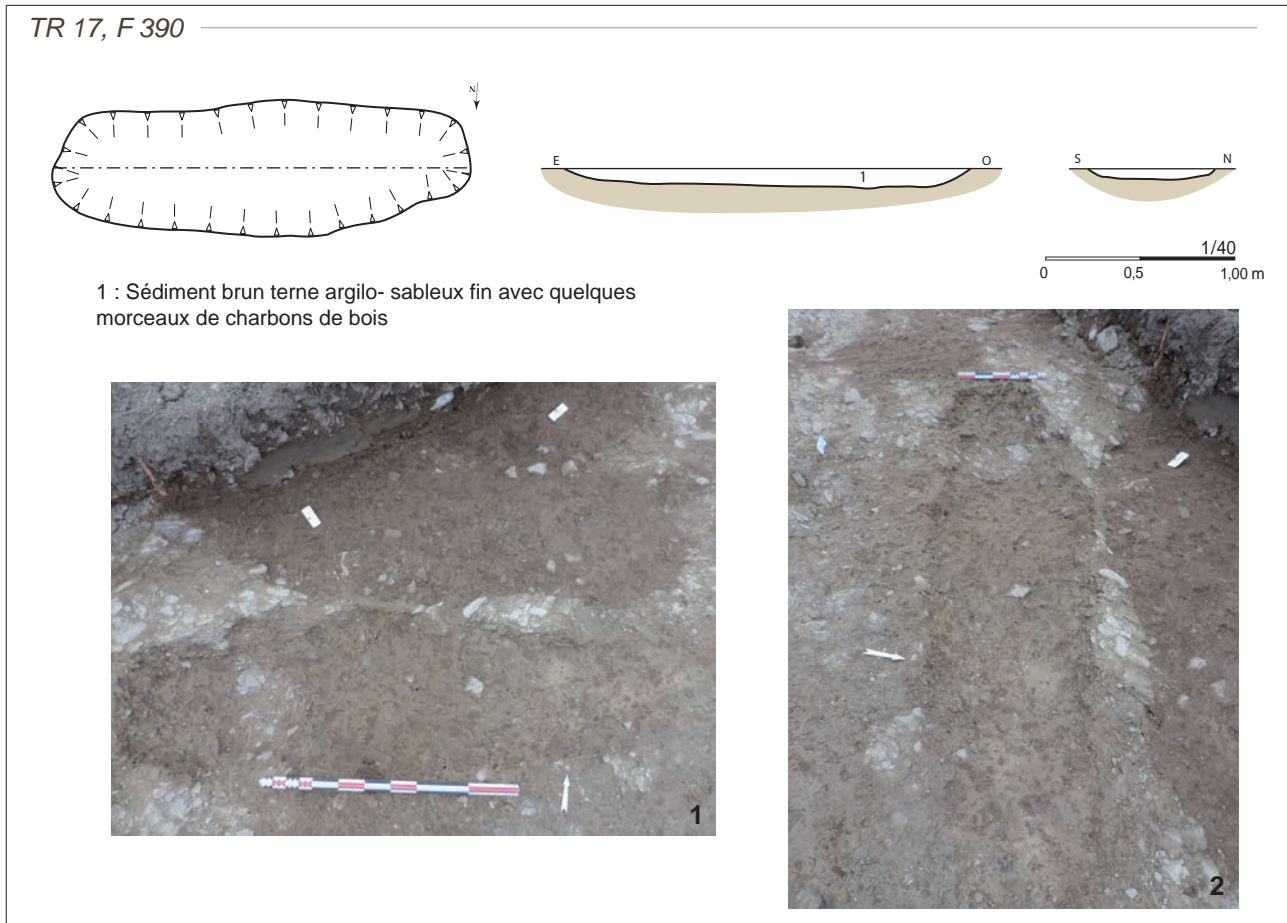 TR 17, F 390
N
E
O
1
S
N
1/40
0
0,5
1,00 m
1 : Sédiment brun terne argilo- sableux fin avec quelques
morceaux de charbons de bois
1
2